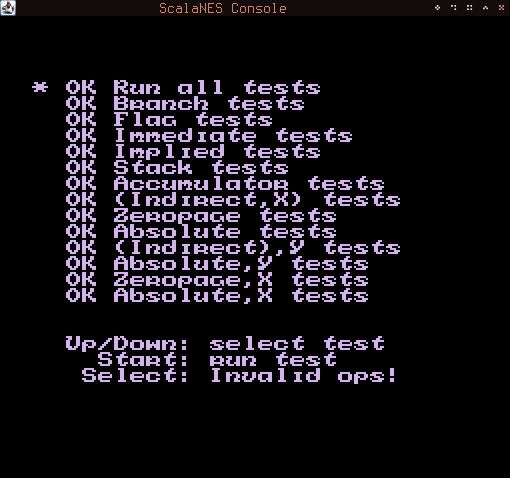 ScalaNES Console
* OK Run all tests
OK Branch tests
OK Flag tests
OK Immediate tests
OK Implied tests
OK Stack tests
OK Accumulator tests
OK (Indirect,X) tests
OK Zeropage tests
OK Absolute tests
OK (Indirect),Y tests
OK Absolute,Y tests
OK Zeropage,X tests
OK Absolute,X tests
Up/Down: select test
Start: run test
Select: Invalid ops!